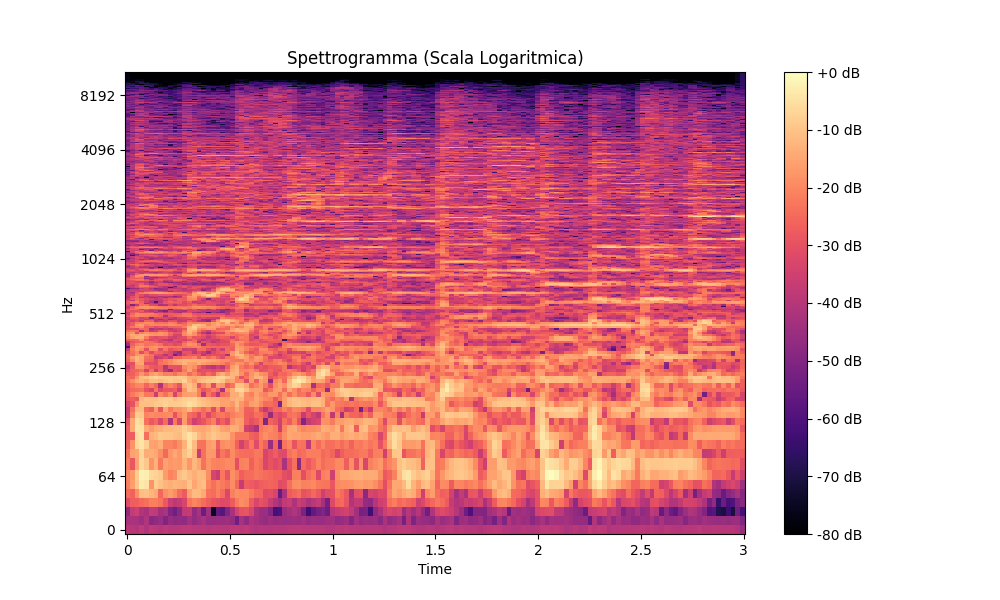 Spettrogramma (Scala Logaritmica)
Hz
8192
4096
2048
1024
512
256
128
64
0
0 0.5 1 1.5 2 2.5 3
Time
+0 dB
-10 dB
-20 dB
-30 dB
-40 dB
-50 dB
-60 dB
-70 dB
-80 dB